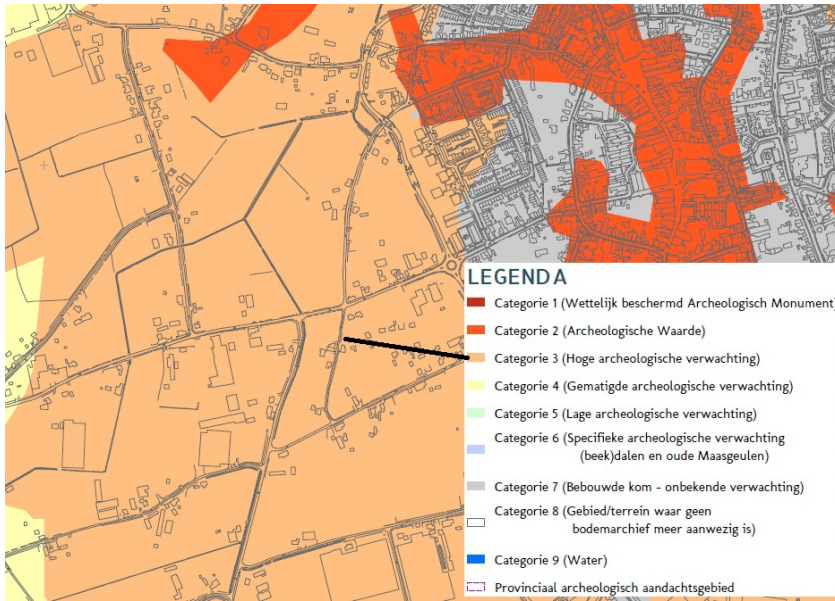 LEGENDA
Categorie 1 (Wettelijk beschermd Archeologisch Monument)
Categorie 2 (Archeologische Waarde)
Categorie 3 (Hoge archeologische verwachting)
Categorie 4 (Gematigde archeologische verwachting)
Categorie 5 (Lage archeologische verwachting)
Categorie 6 (Specifieke archeologische verwachting
(beek)dalen en oude Maasgeulen)
Categorie 7 (Bebouwde kom - onbekende verwachting)
Categorie 8 (Gebied/terrein waar geen
bodemarchief meer aanwezig is)
Categorie 9 (Water)
Provinciaal archeologisch aandachtsgebied